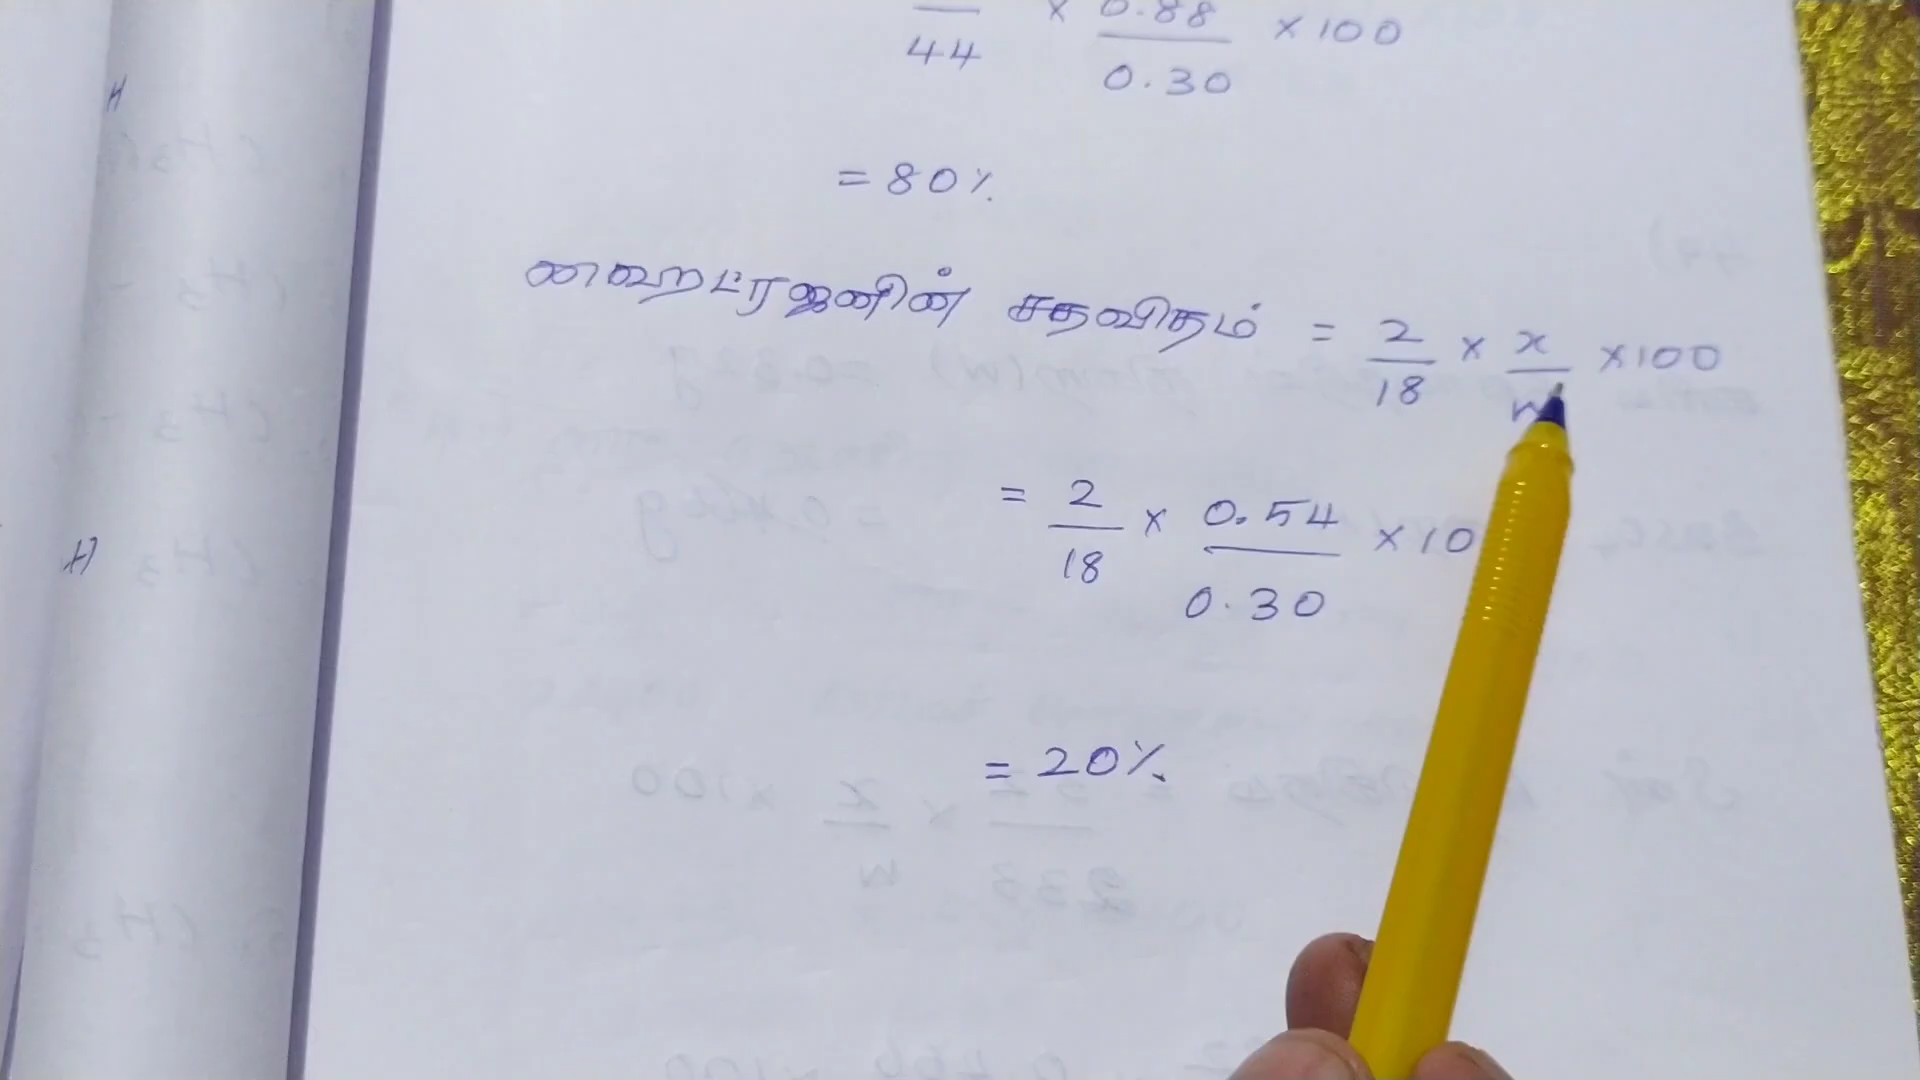 44 × 0.88 / 0.30 × 100
= 80%
ஹைட்ரஜனின் சதவிதம் = 2/18 × x/w × 100
= 2/18 × 0.54/0.30 × 10
= 20%
H
H